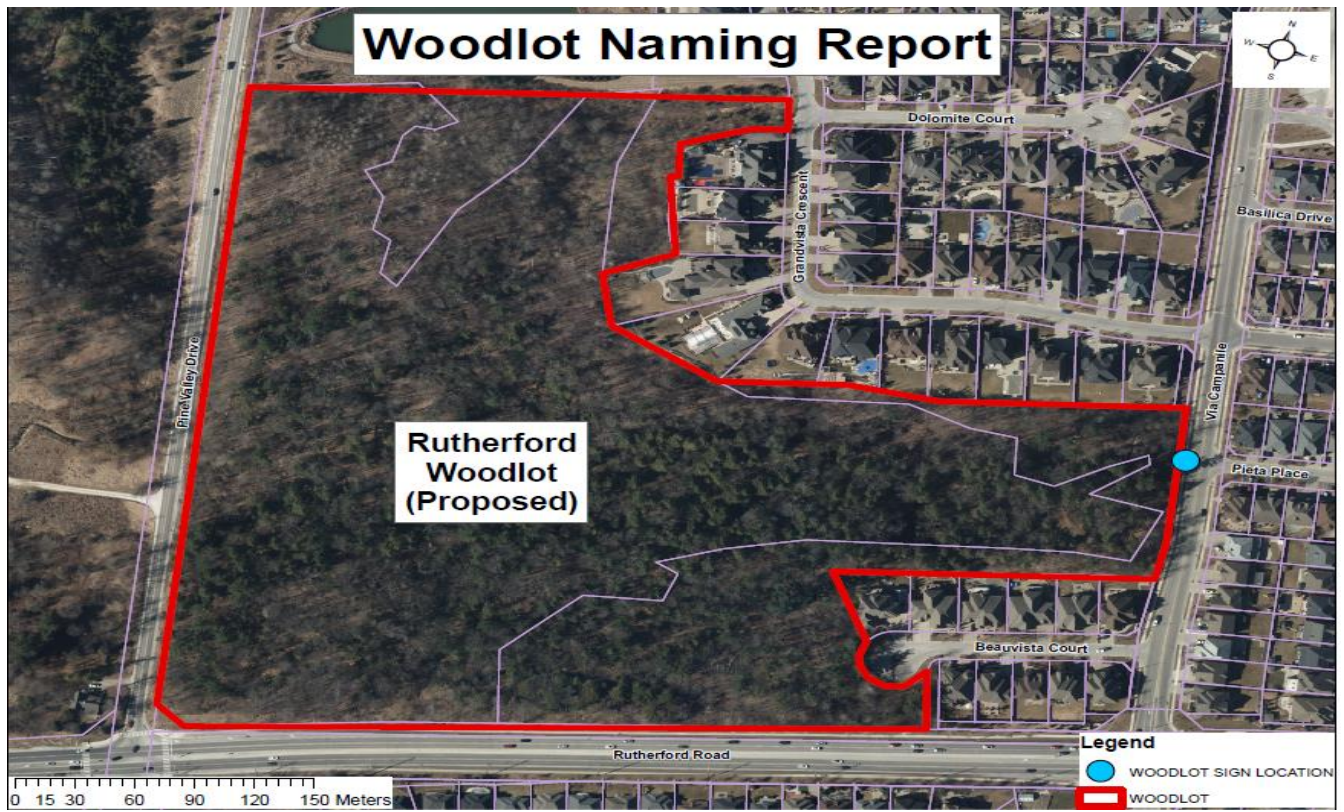 Woodlot Naming Report
N
W
E
S
Dolomite Court
Grandvista Crescent
Basilica Drive
Pine Valley Drive
Via Campanile
Rutherford
Woodlot
(Proposed)
Pieta Place
Beauvista Court
Rutherford Road
Legend
WOODLOT SIGN LOCATION
WOODLOT
0 15 30 60 90 120 150 Meters